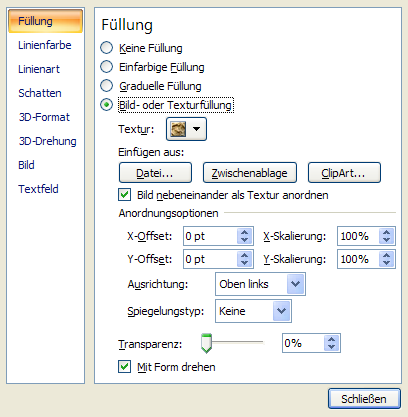 Füllung
Linienfarbe
Linienart
Schatten
3D-Format
3D-Drehung
Bild
Textfeld
Füllung
Keine Füllung
Einfarbige Füllung
Graduelle Füllung
Bild- oder Texturfüllung
Textur:
Einfügen aus:
Datei... Zwischenablage ClipArt...
Bild nebeneinander als Textur anordnen
Anordnungsoptionen
X-Offset: 0 pt X-Skalierung: 100%
Y-Offset: 0 pt Y-Skalierung: 100%
Ausrichtung: Oben links
Spiegelungstyp: Keine
Transparenz: 0%
Mit Form drehen
Schließen